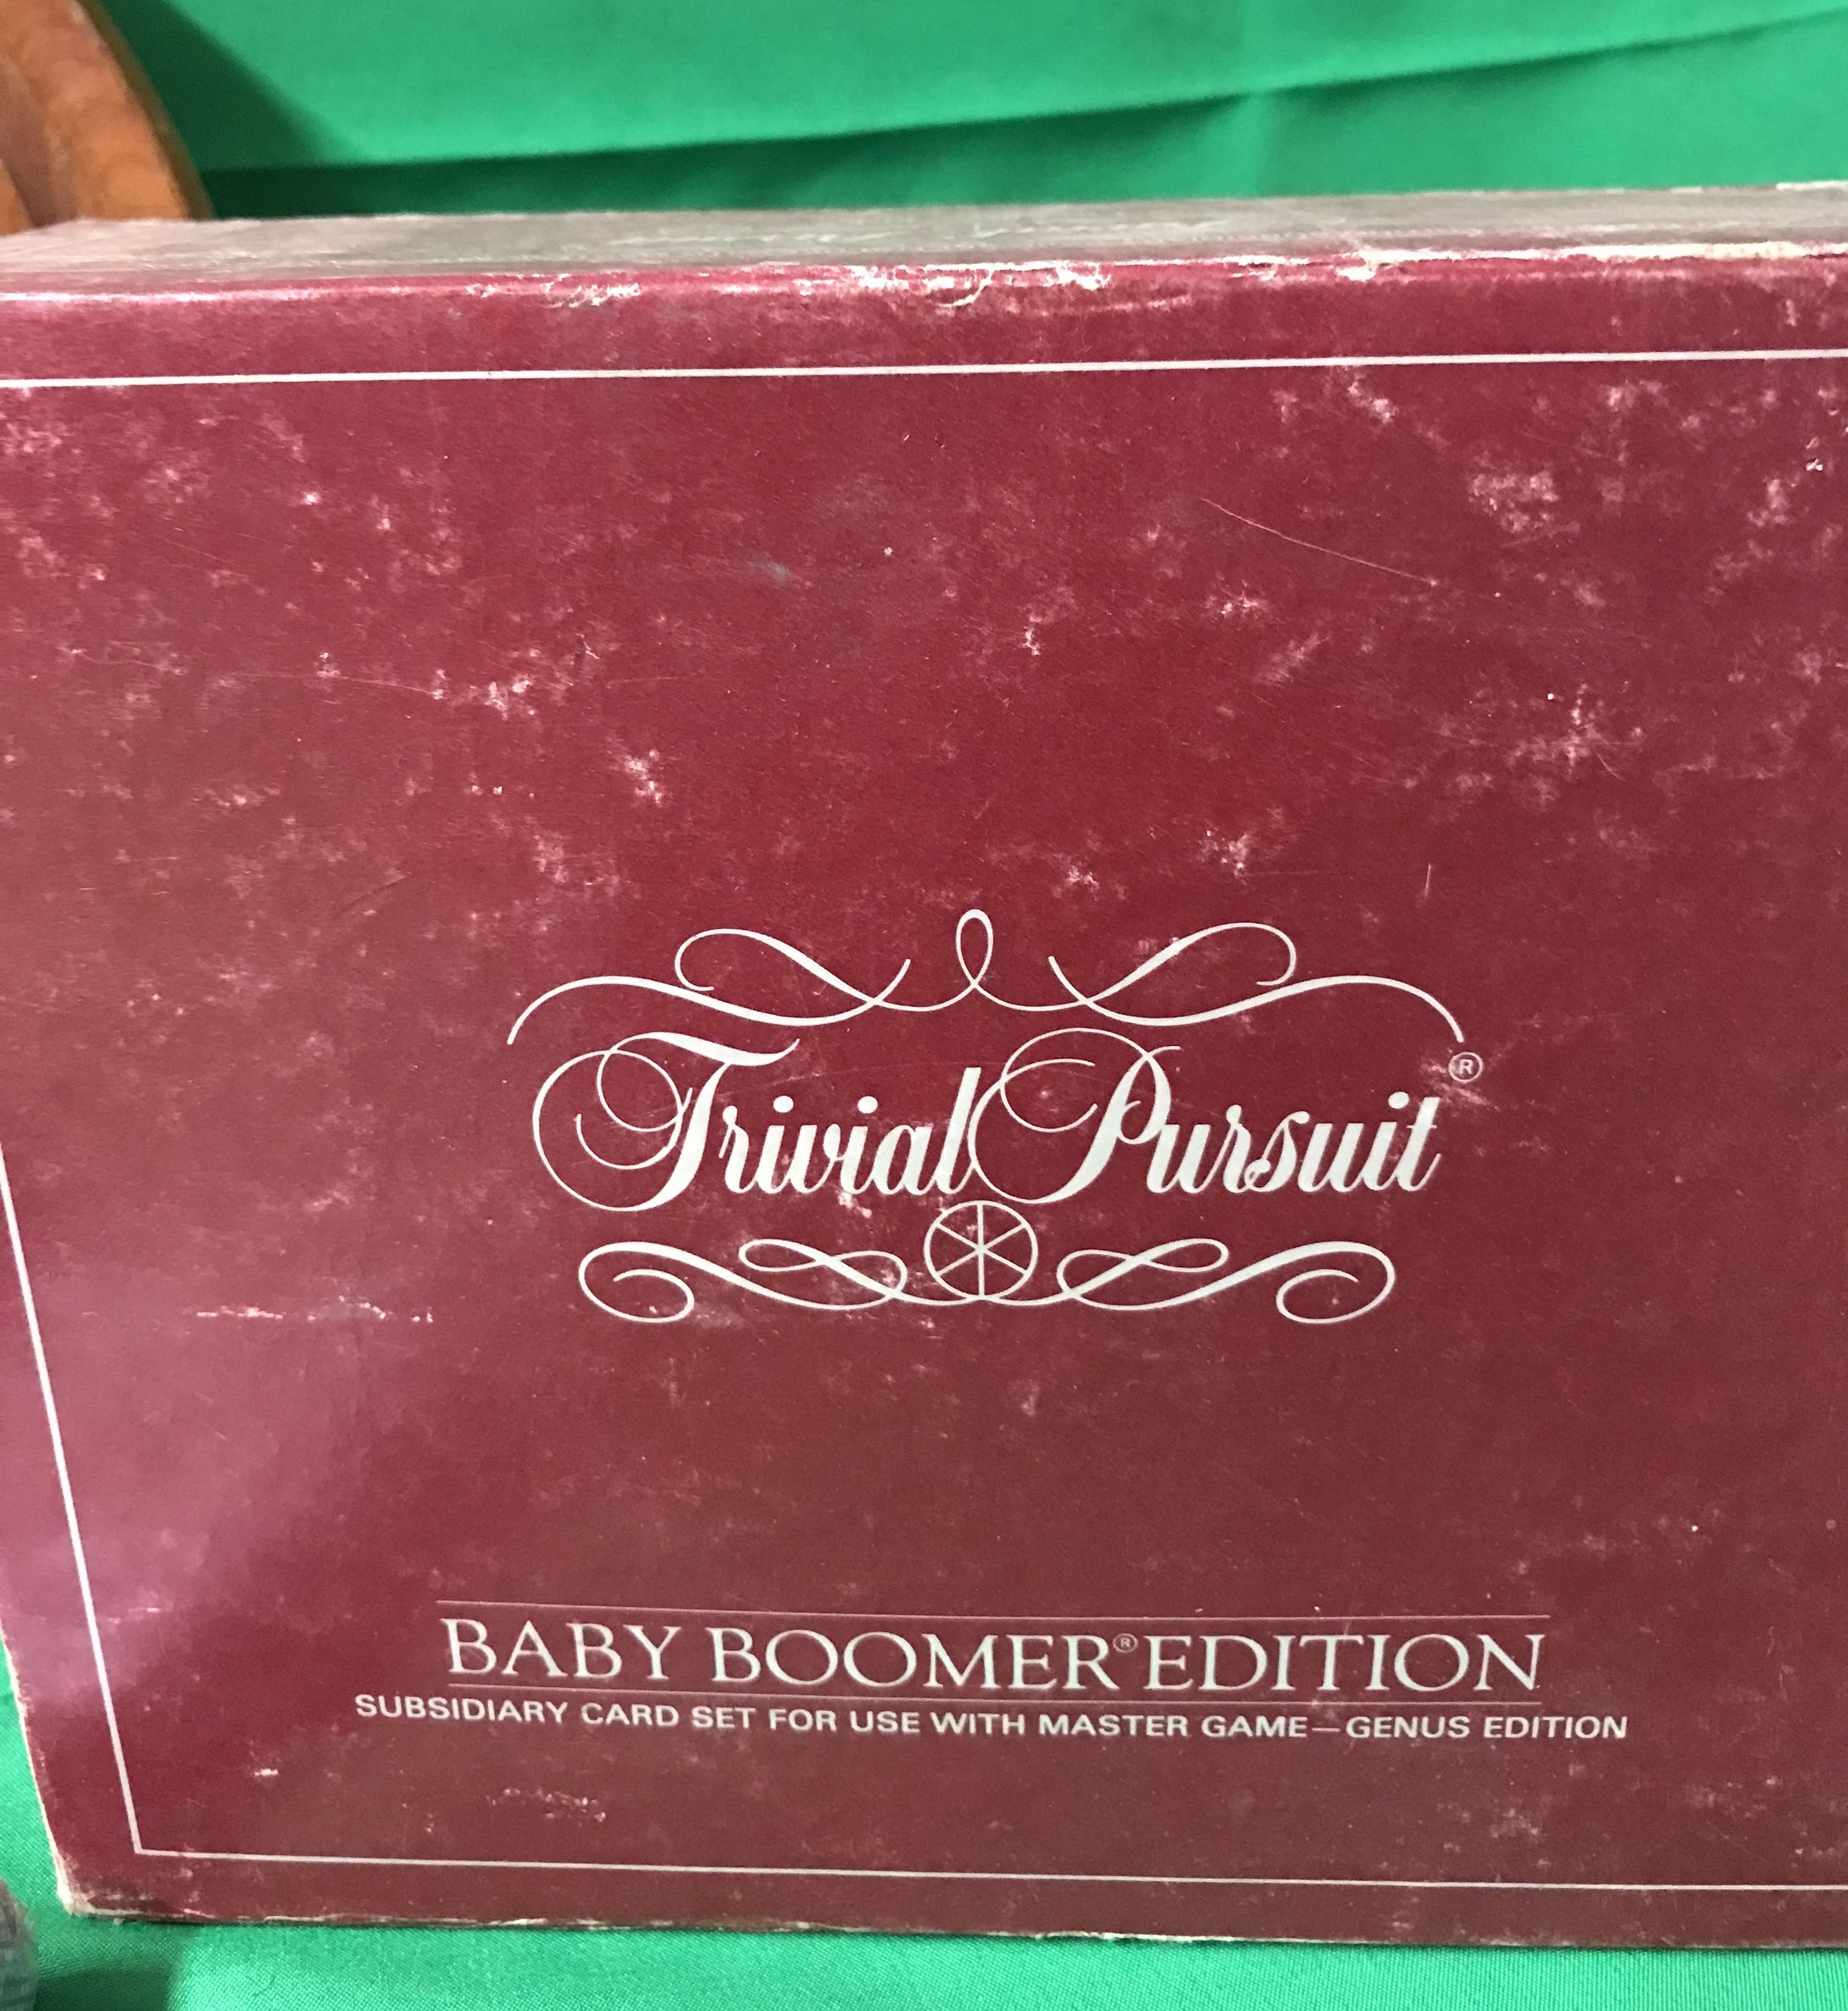 Trivial Pursuit®
BABY BOOMER® EDITION
SUBSIDIARY CARD SET FOR USE WITH MASTER GAME—GENUS EDITION